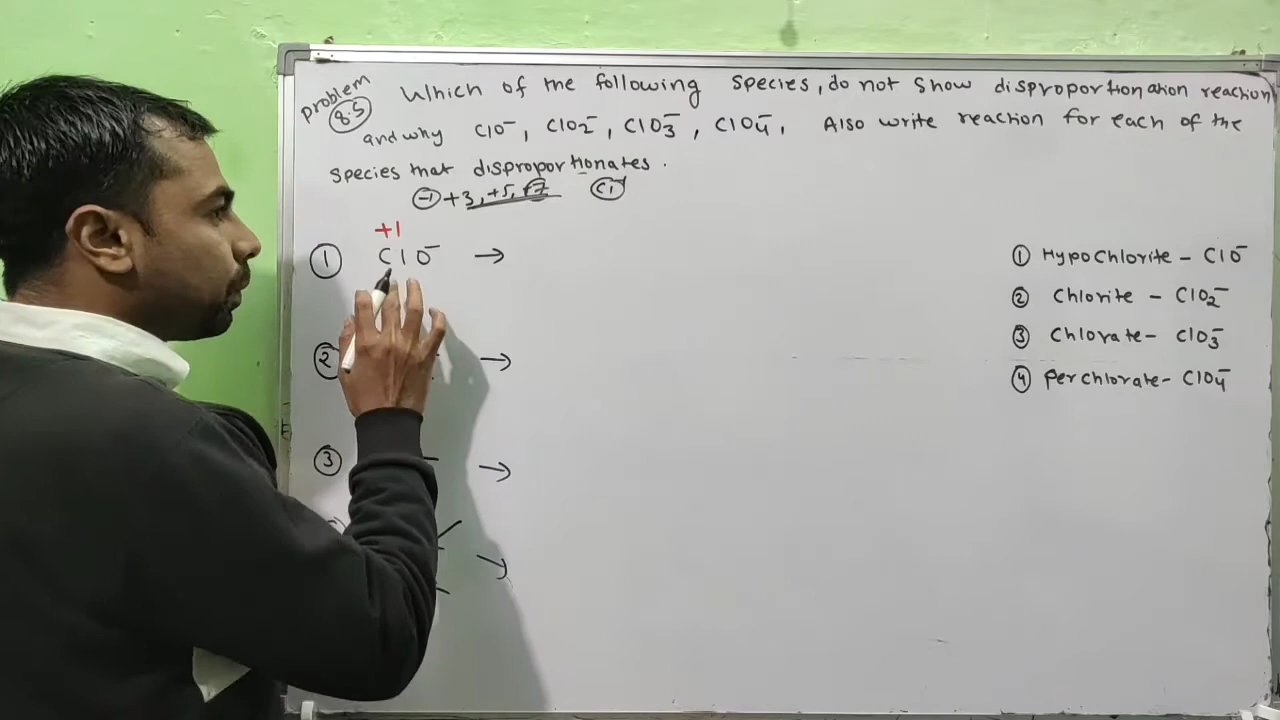 problem 8.5 Which of the following species, do not show disproportionation reaction
and why ClO⁻, ClO₂⁻, ClO₃⁻, ClO₄⁻. Also write reaction for each of the
species that disproportionates.
-1 +3, +5, +7 Cl⁻
+1
① ClO⁻ →
② →
③ →
→
① Hypochlorite - ClO⁻
② Chlorite - ClO₂⁻
③ Chlorate - ClO₃⁻
④ perchlorate - ClO₄⁻